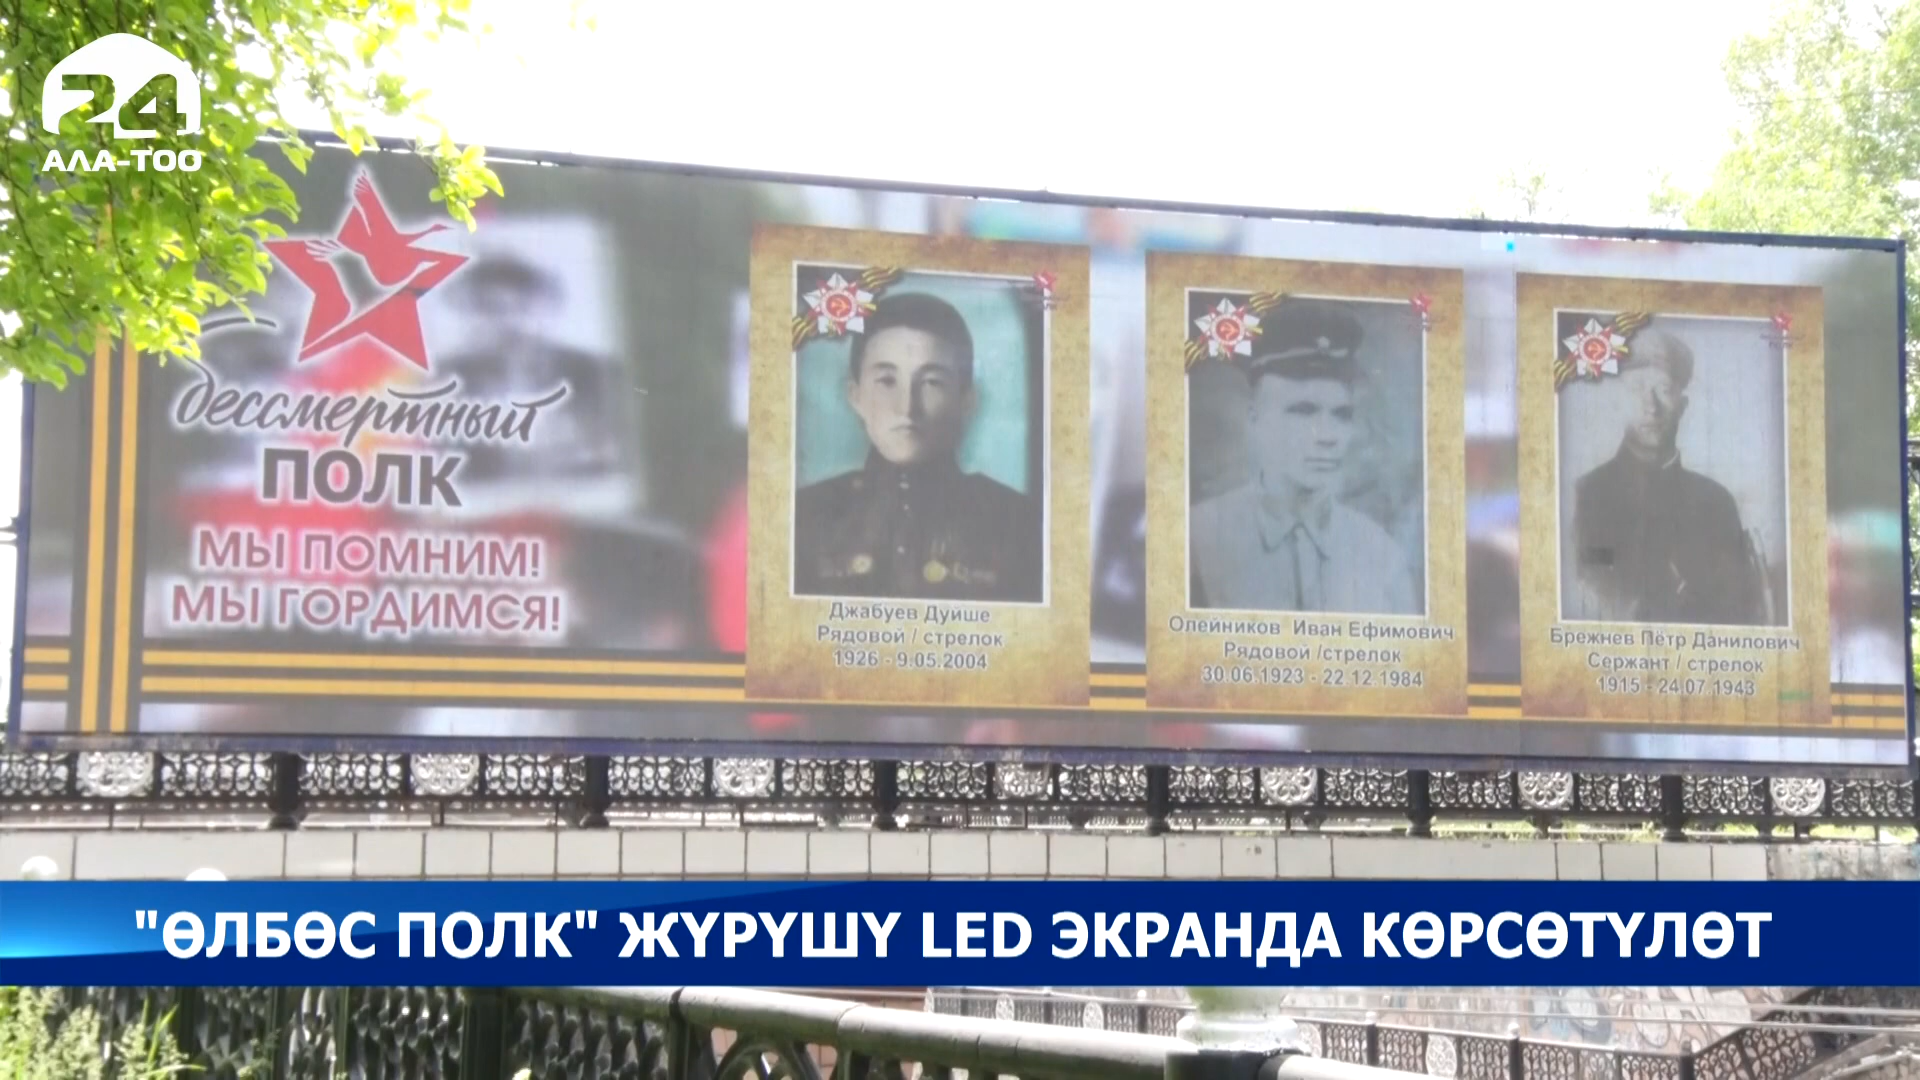 24
АЛА-ТОО
бессмертный
ПОЛК
МЫ ПОМНИМ!
МЫ ГОРДИМСЯ!
Джабуев Дуйше
Рядовой / стрелок
1926 - 9.05.2004
Олейников Иван Ефимович
Рядовой /стрелок
30.06.1923 - 22.12.1984
Брежнев Пётр Данилович
Сержант / стрелок
1915 - 24.07.1943
"ӨЛБӨС ПОЛК" ЖҮРҮШҮ LED ЭКРАНДА КӨРСӨТҮЛӨТ